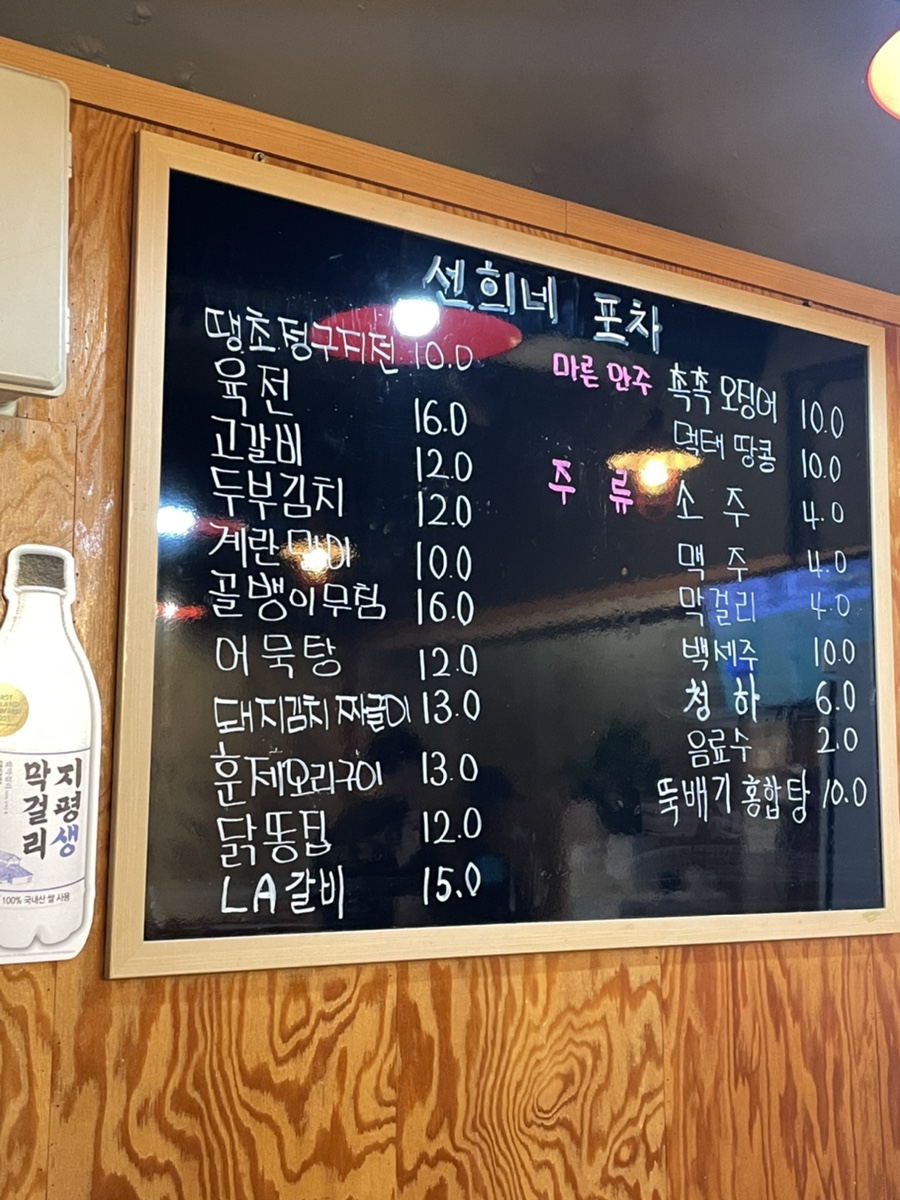 선희네 포차
땡초정구지전 10.0
육전 16.0
고갈비 12.0
두부김치 12.0
계란말이 10.0
골뱅이무침 16.0
어묵탕 12.0
돼지김치짜글이 13.0
훈제오리구이 13.0
닭똥집 12.0
LA갈비 15.0
마른 안주 촉촉 오징어 10.0
먹태 땅콩 10.0
주 류 소 주 4.0
맥 주 4.0
막걸리 4.0
백세주 10.0
청 하 6.0
음료수 2.0
뚝배기 홍합탕 10.0
지평생
막걸리
100% 국내산 쌀 사용